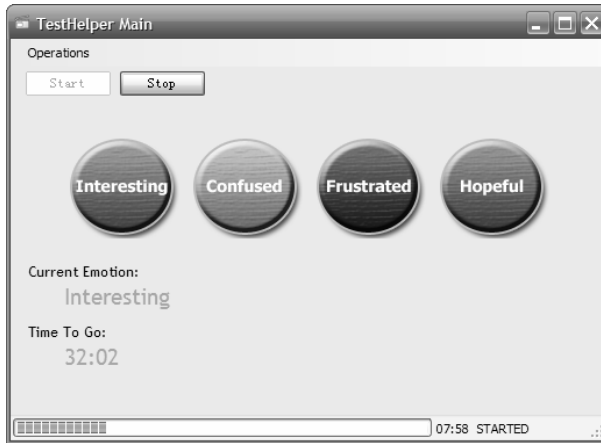 TestHelper Main
Operations
Start Stop
Interesting Confused Frustrated Hopeful
Current Emotion:
Interesting
Time To Go:
32:02
07:58 STARTED